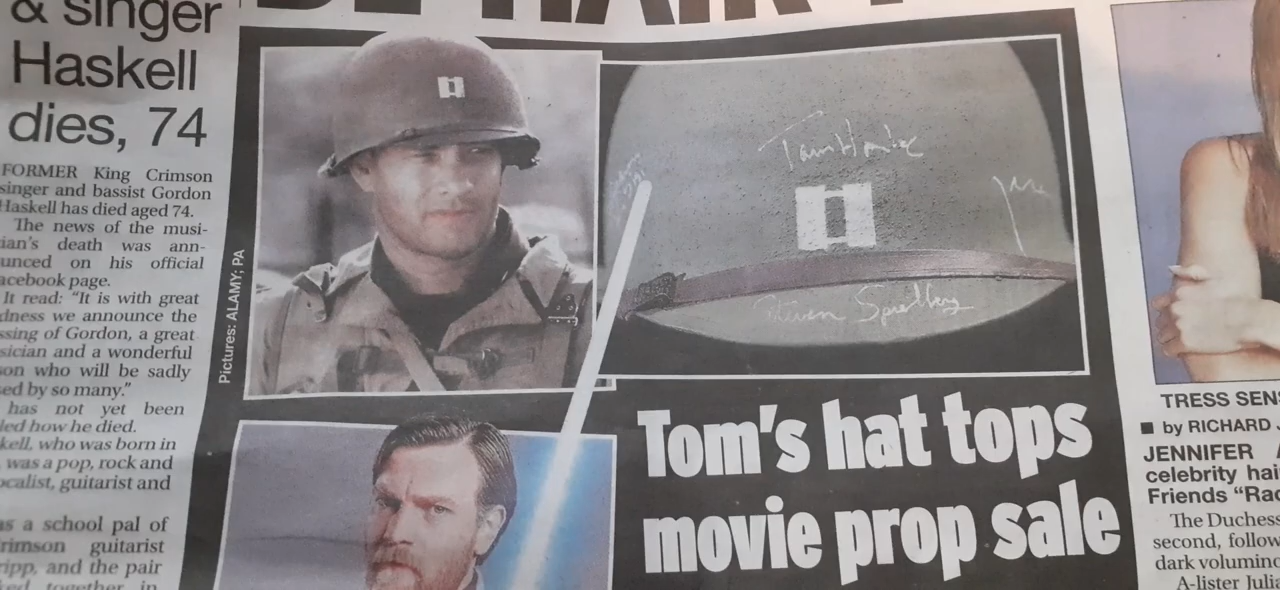 & singer
Haskell
dies, 74
FORMER King Crimson
singer and bassist Gordon
Haskell has died aged 74.
The news of the musi-
ian's death was ann-
unced on his official
acebook page.
It read: "It is with great
dness we announce the
ssing of Gordon, a great
sician and a wonderful
on who will be sadly
ed by so many."
has not yet been
led how he died.
kell, who was born in
was a pop, rock and
ocalist, guitarist and
as a school pal of
rimson guitarist
ripp, and the pair
ked together in
Pictures: ALAMY; PA
Tom Hanks
Steven Spielberg
Tom's hat tops
movie prop sale
TRESS SENS
by RICHARD
JENNIFER A
celebrity hai
Friends "Rac
The Duchess
second, follow
dark volumino
A-lister Julia